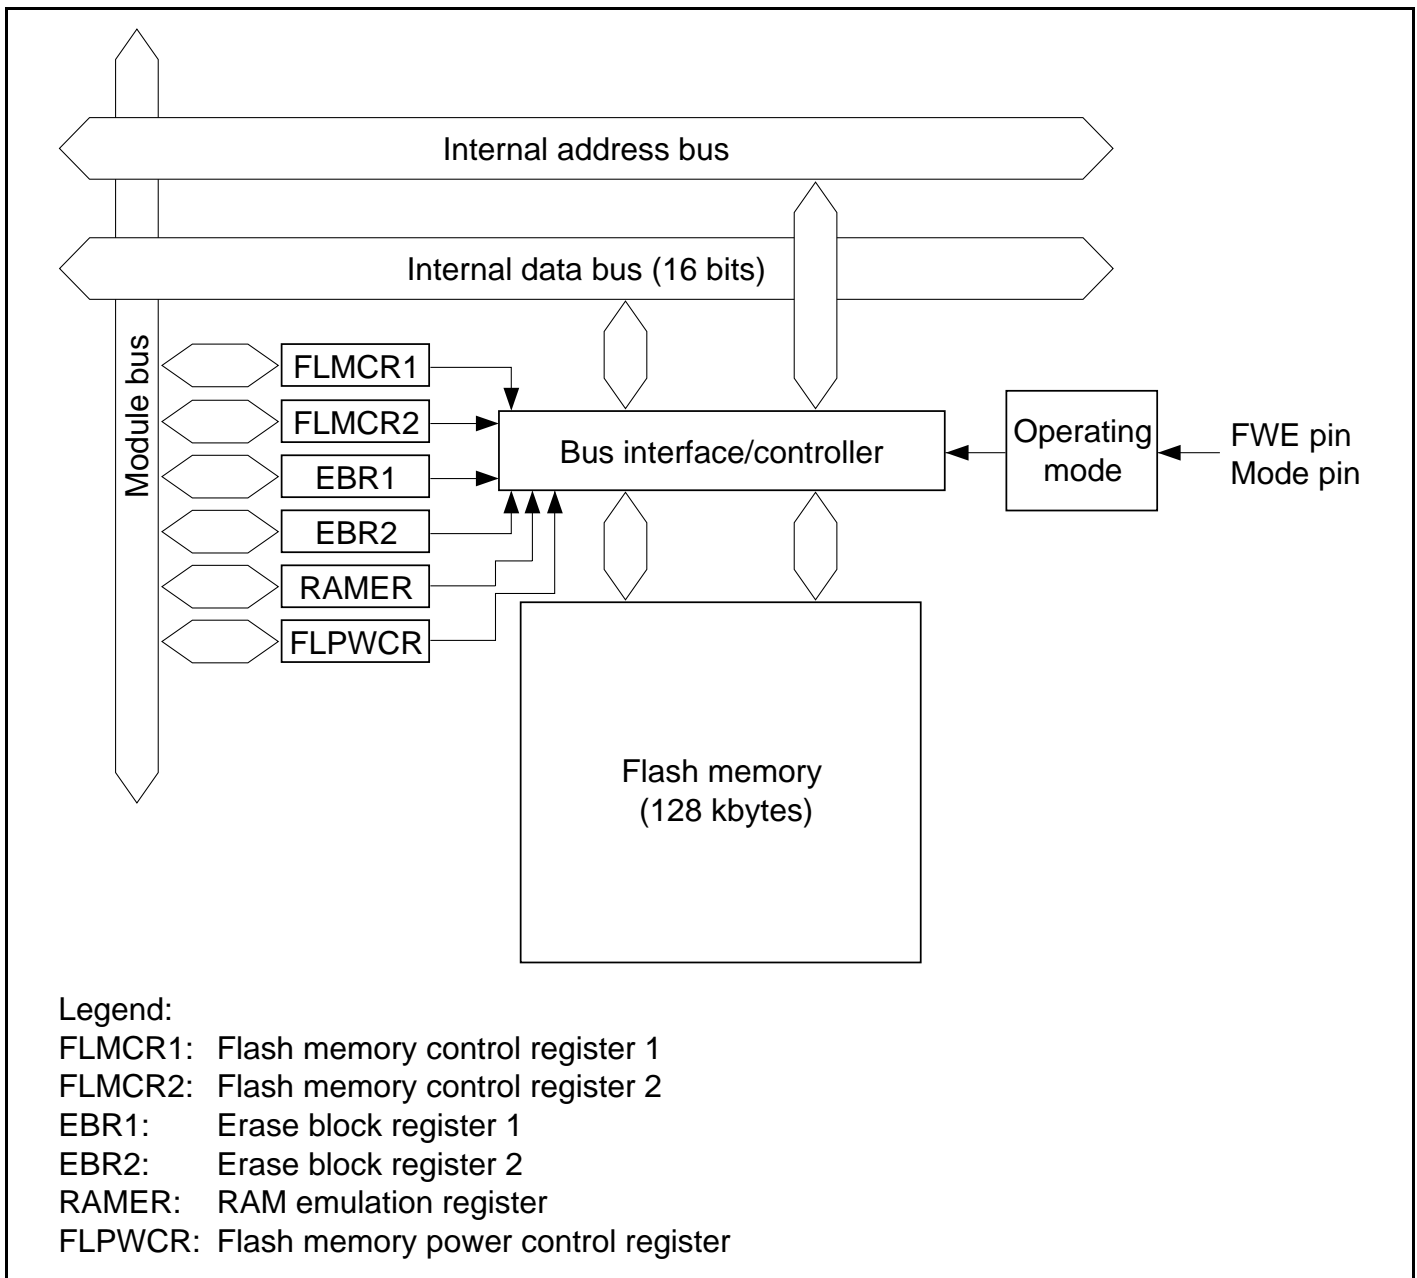 Internal address bus
Internal data bus (16 bits)
Module bus
FLMCR1
FLMCR2
EBR1
EBR2
RAMER
FLPWCR
Bus interface/controller
Operating
mode
FWE pin
Mode pin
Flash memory
(128 kbytes)
Legend:
FLMCR1: Flash memory control register 1
FLMCR2: Flash memory control register 2
EBR1: Erase block register 1
EBR2: Erase block register 2
RAMER: RAM emulation register
FLPWCR: Flash memory power control register